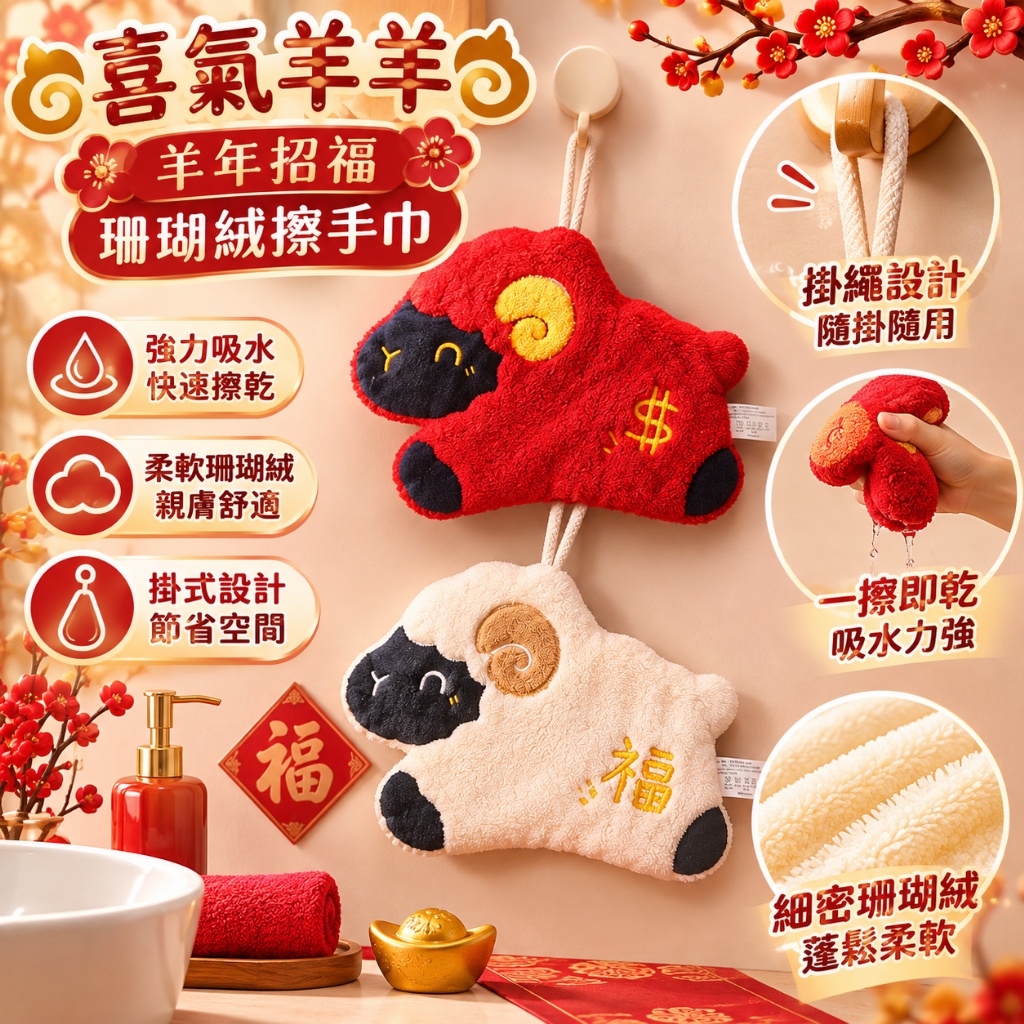 喜氣羊羊
羊年招福
珊瑚絨擦手巾
強力吸水
快速擦乾
柔軟珊瑚絨
親膚舒適
掛式設計
節省空間
掛繩設計
隨掛隨用
一擦即乾
吸水力強
細密珊瑚絨
蓬鬆柔軟
$
福
福